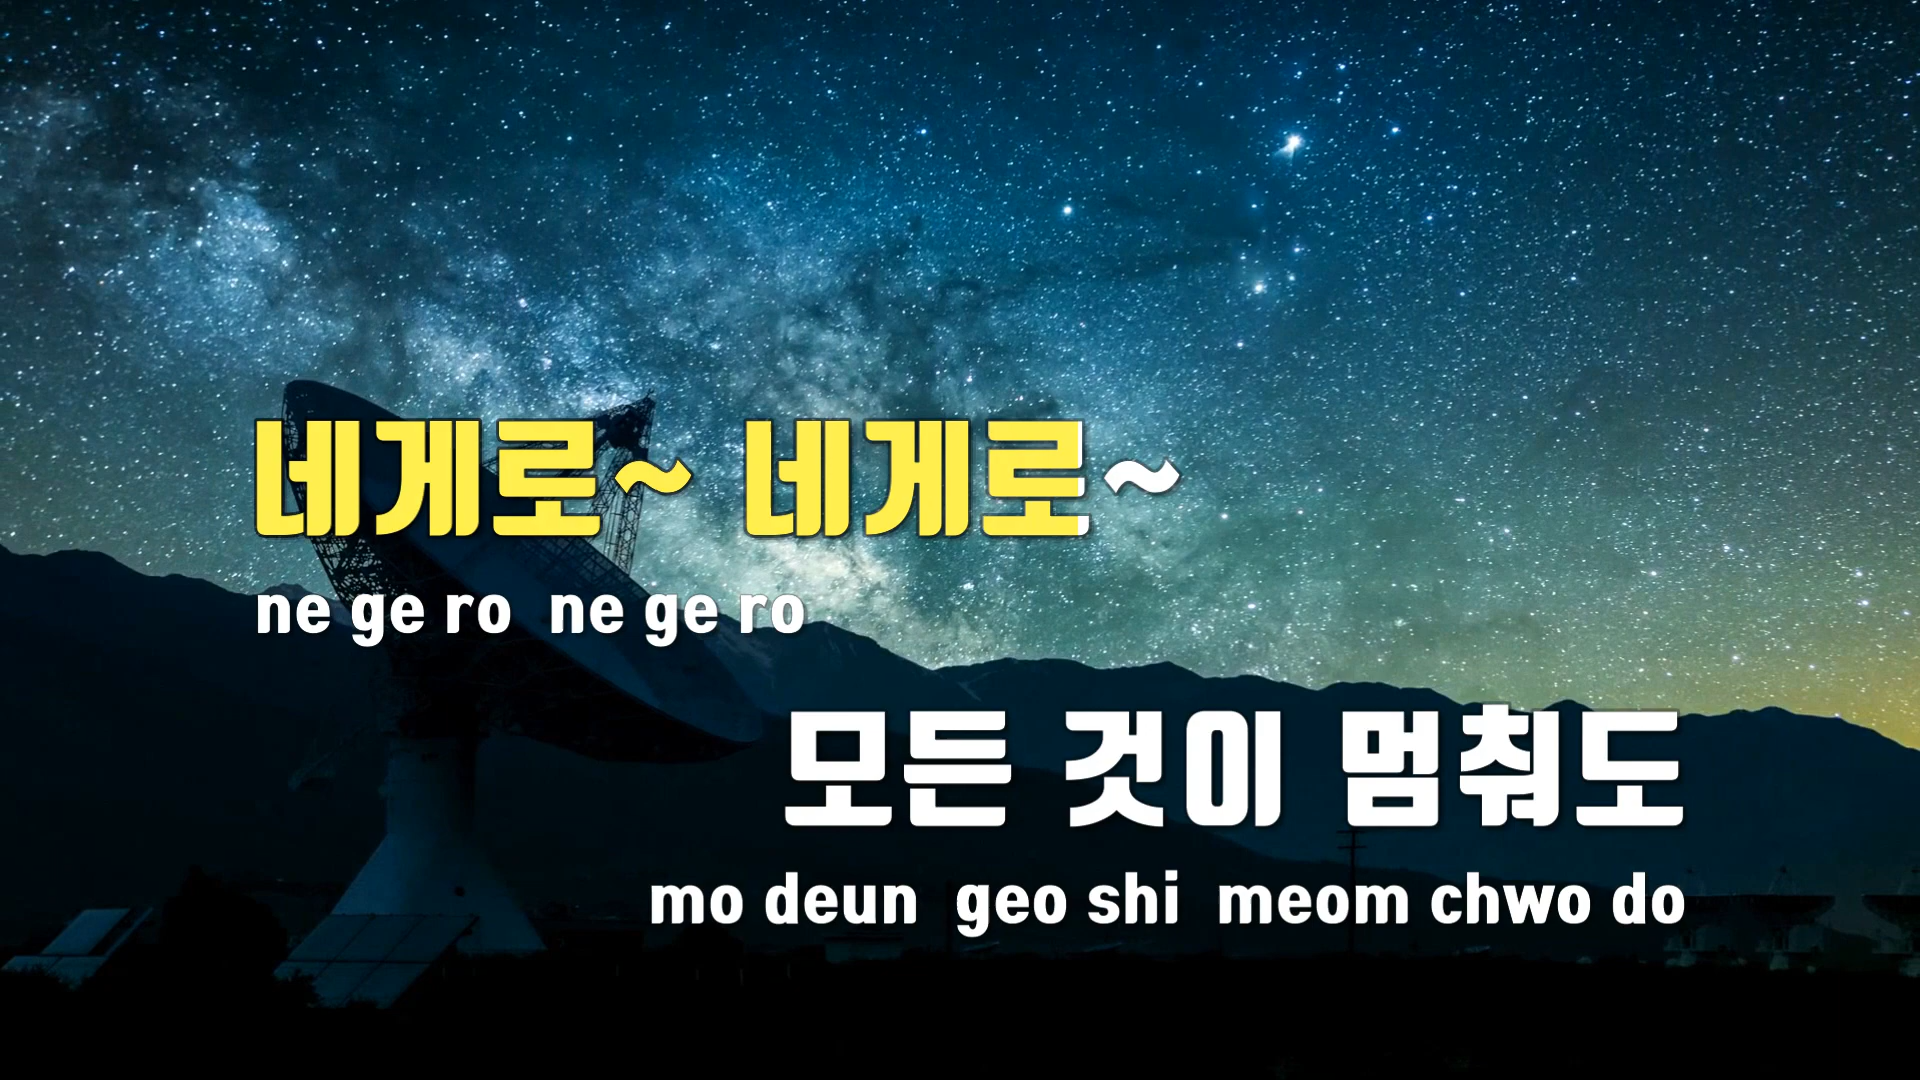 네게로~ 네게로~
ne ge ro  ne ge ro
모든 것이 멈춰도
mo deun  geo shi  meom chwo do